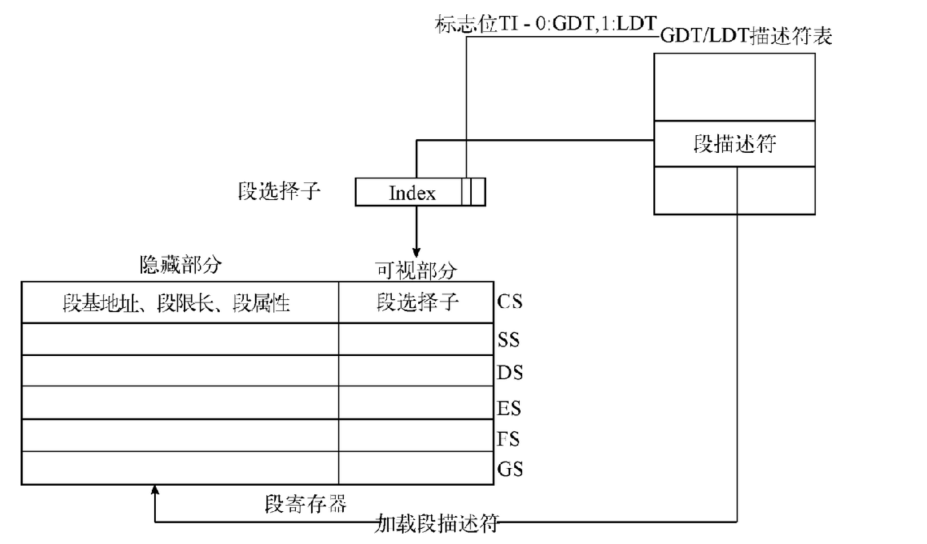 标志位TI - 0:GDT,1:LDT
GDT/LDT描述符表
段描述符
段选择子
Index
隐藏部分
可视部分
段基地址、段限长、段属性
段选择子
CS
SS
DS
ES
FS
GS
段寄存器
加载段描述符